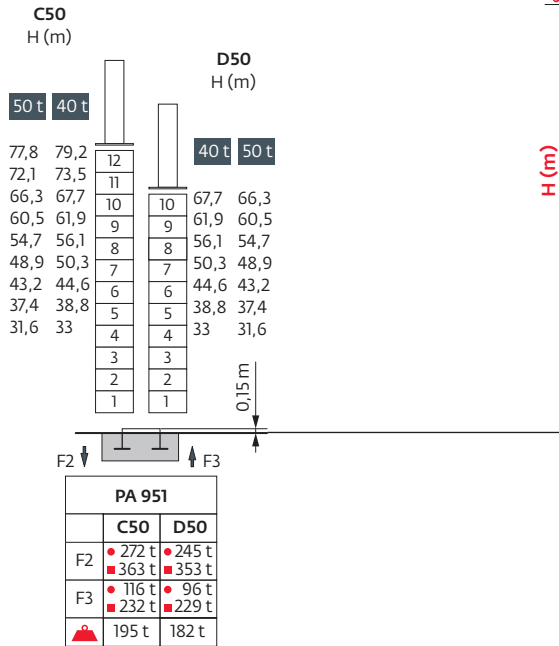 C50
H (m)
D50
H (m)
50 t 40 t
40 t 50 t
77,8 79,2 12
72,1 73,5 11
66,3 67,7 10 10 67,7 66,3
60,5 61,9 9 9 61,9 60,5
54,7 56,1 8 8 56,1 54,7
48,9 50,3 7 7 50,3 48,9
43,2 44,6 6 6 44,6 43,2
37,4 38,8 5 5 38,8 37,4
31,6 33 4 4 33 31,6
3 3
2 2
1 1
0,15 m
H (m)
F2 F3
PA 951
C50 D50
F2 272 t 245 t
363 t 353 t
F3 116 t 96 t
232 t 229 t
195 t 182 t